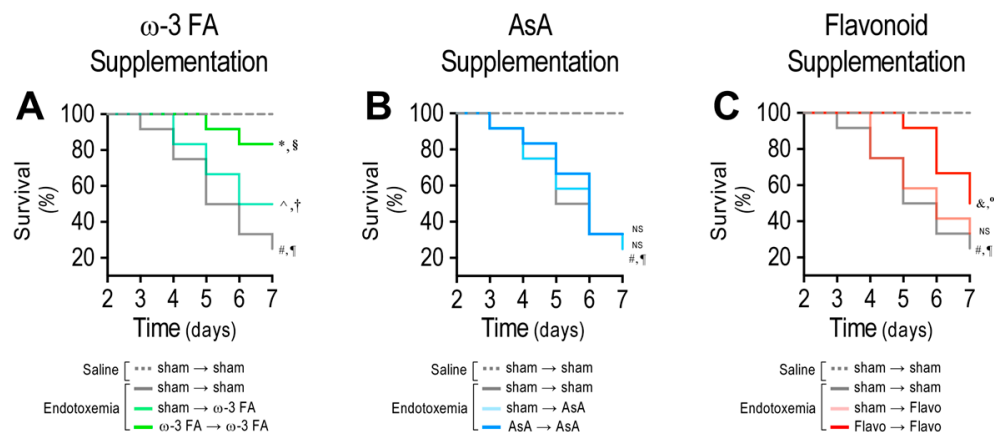 ω-3 FA
Supplementation
AsA
Supplementation
Flavonoid
Supplementation
A
100
80
60
40
20
Survival
(%)
2 3 4 5 6 7
Time (days)
*,§
^,†
#,¶
Saline
sham → sham
Endotoxemia
sham → sham
sham → ω-3 FA
ω-3 FA → ω-3 FA
B
100
80
60
40
20
Survival
(%)
2 3 4 5 6 7
Time (days)
NS
NS
#,¶
Saline
sham → sham
Endotoxemia
sham → sham
sham → AsA
AsA → AsA
C
100
80
60
40
20
Survival
(%)
2 3 4 5 6 7
Time (days)
&,
NS
#,¶
Saline
sham → sham
Endotoxemia
sham → sham
sham → Flavo
Flavo → Flavo